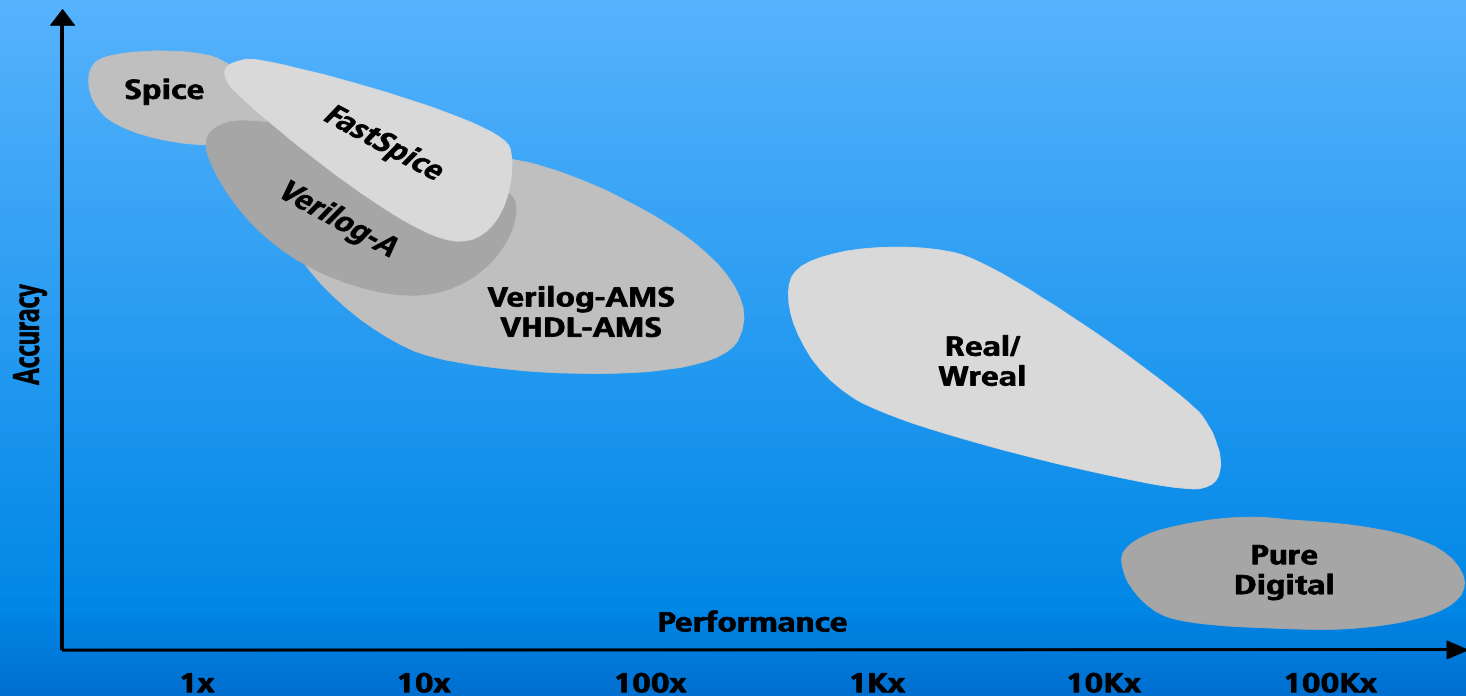 Spice
FastSpice
Verilog-A
Verilog-AMS
VHDL-AMS
Real/
Wreal
Pure
Digital
Accuracy
Performance
1x
10x
100x
1Kx
10Kx
100Kx